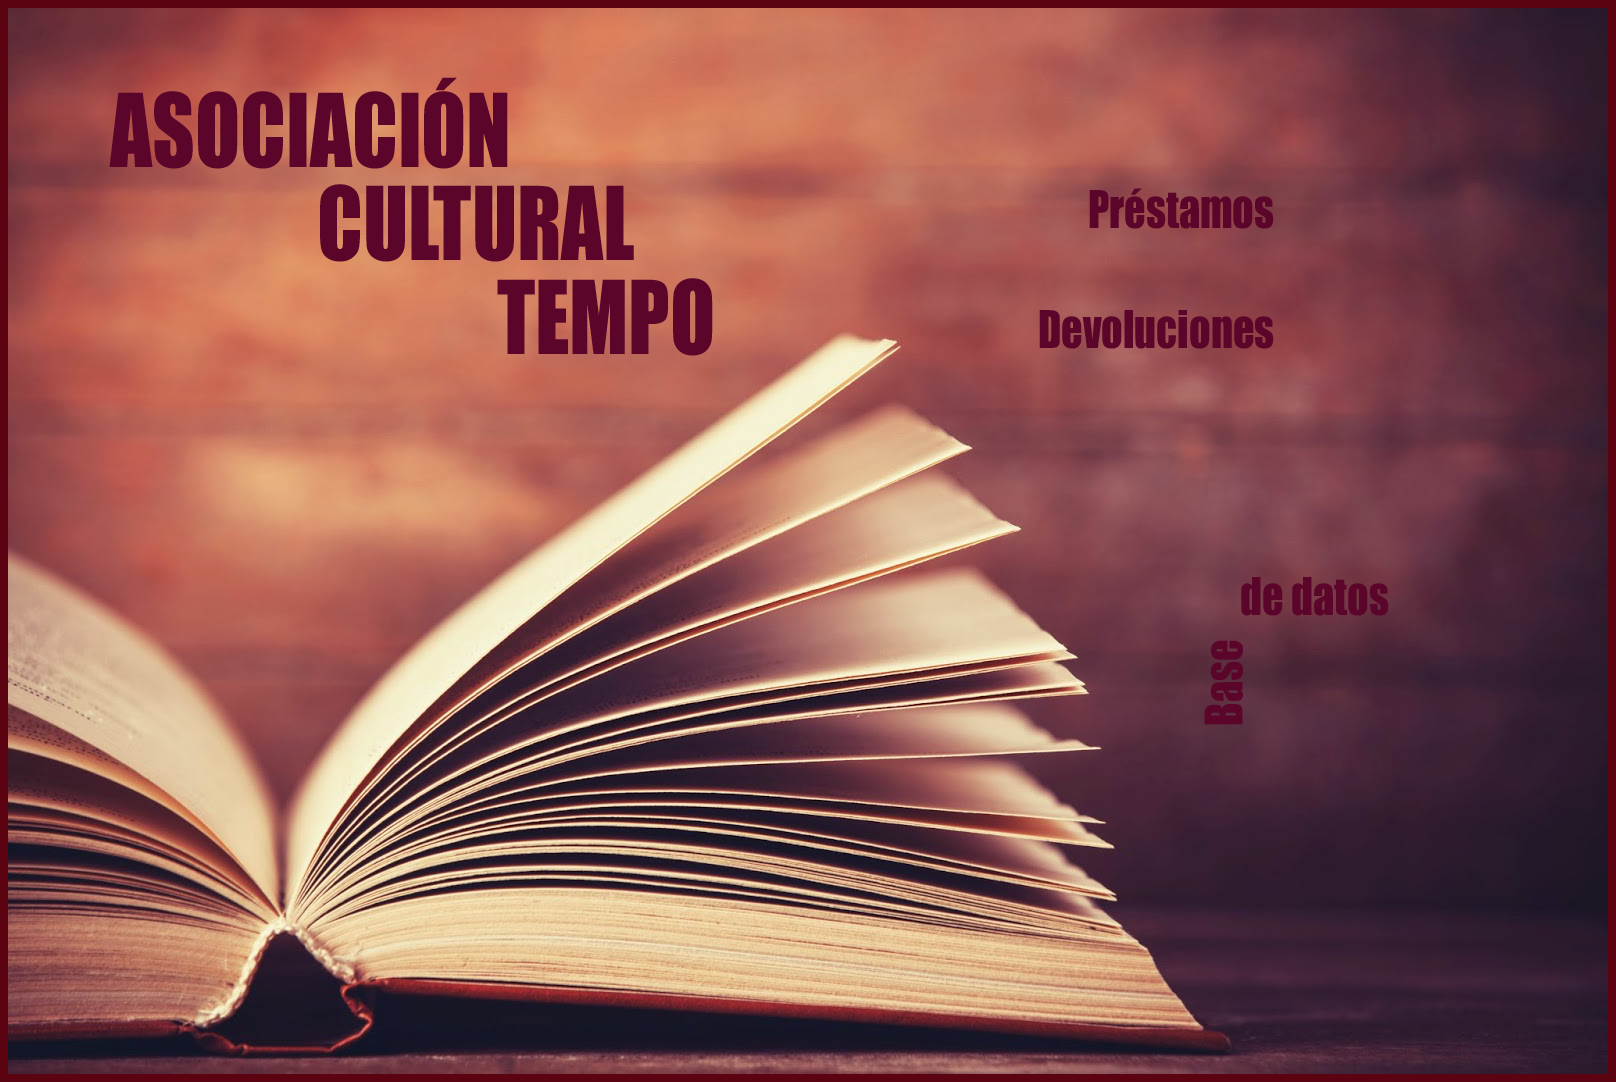 ASOCIACIÓN
CULTURAL
TEMPO
Préstamos
Devoluciones
Base
de datos